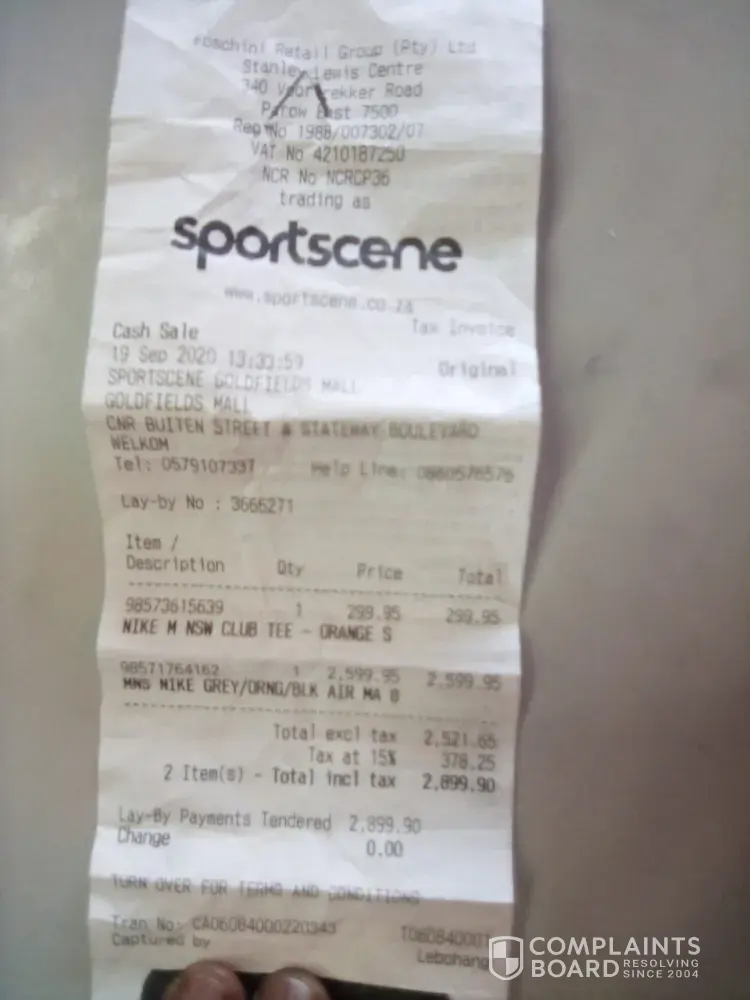 Foschini Retail Group (Pty) Ltd
Stanley Lewis Centre
340 Voortrekker Road
Parow East 7500
Reg No 1988/007302/07
VAT No 4210187250
NCR No NCRCP36
trading as
sportscene
www.sportscene.co.za
Cash Sale Tax Invoice
19 Sep 2020 13:33:59 Original
SPORTSCENE GOLDFIELDS MALL
GOLDFIELDS MALL
CNR BUITEN STREET & STATEWAY BOULEVARD
WELKOM
Tel: 0579107337 Help Line: 0860576576
Lay-by No : 3666271
Item /
Description Qty Price Total
98573615639 1 299.95 299.95
NIKE M NSW CLUB TEE - ORANGE S
98571764162 1 2,599.95 2,599.95
MNS NIKE GREY/ORNG/BLK AIR MA 8
Total excl tax 2,521.65
Tax at 15% 378.25
2 Item(s) - Total incl tax 2,899.90
Lay-By Payments Tendered 2,899.90
Change 0.00
TURN OVER FOR TERMS AND CONDITIONS
Tran No: CA06084000220343
Captured by Lebohang
COMPLAINTS
BOARD RESOLVING SINCE 2004